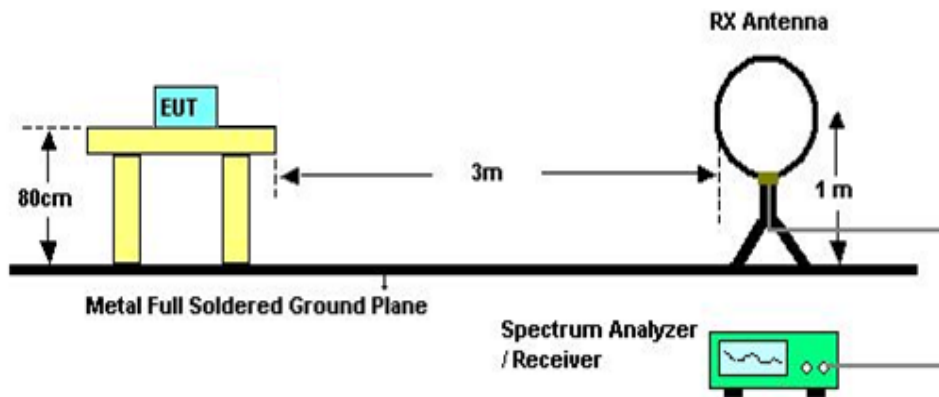 RX Antenna
EUT
3m
80cm
1 m
Metal Full Soldered Ground Plane
Spectrum Analyzer
/ Receiver